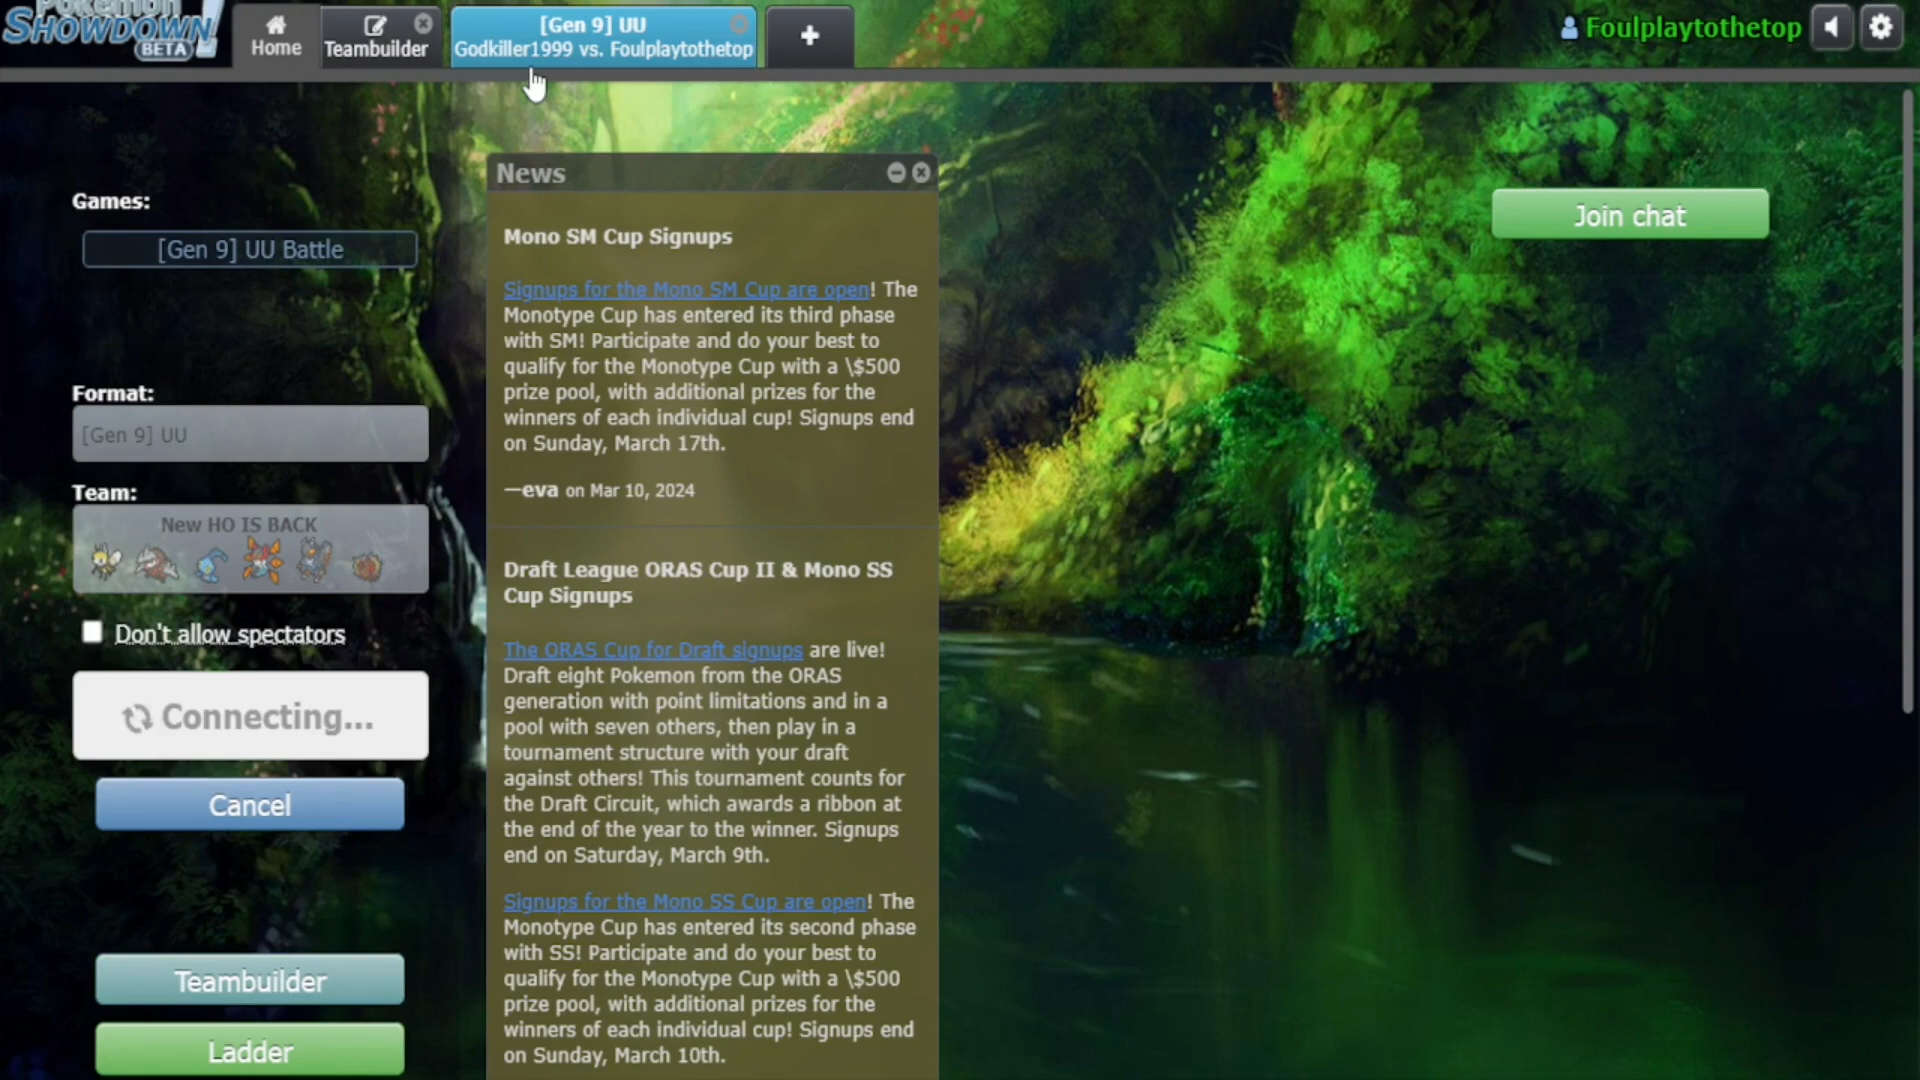 Pokémon
SHOWDOWN!
BETA
Home
Teambuilder
[Gen 9] UU
Godkiller1999 vs. Foulplaytothetop
+
Foulplaytothetop
Games:
[Gen 9] UU Battle
Format:
[Gen 9] UU
Team:
New HO IS BACK
Don't allow spectators
Connecting...
Cancel
Teambuilder
Ladder
News
Mono SM Cup Signups
Signups for the Mono SM Cup are open! The
Monotype Cup has entered its third phase
with SM! Participate and do your best to
qualify for the Monotype Cup with a \$500
prize pool, with additional prizes for the
winners of each individual cup! Signups end
on Sunday, March 17th.
—eva on Mar 10, 2024
Draft League ORAS Cup II & Mono SS
Cup Signups
The ORAS Cup for Draft signups are live!
Draft eight Pokemon from the ORAS
generation with point limitations and in a
pool with seven others, then play in a
tournament structure with your draft
against others! This tournament counts for
the Draft Circuit, which awards a ribbon at
the end of the year to the winner. Signups
end on Saturday, March 9th.
Signups for the Mono SS Cup are open! The
Monotype Cup has entered its second phase
with SS! Participate and do your best to
qualify for the Monotype Cup with a \$500
prize pool, with additional prizes for the
winners of each individual cup! Signups end
on Sunday, March 10th.
Join chat